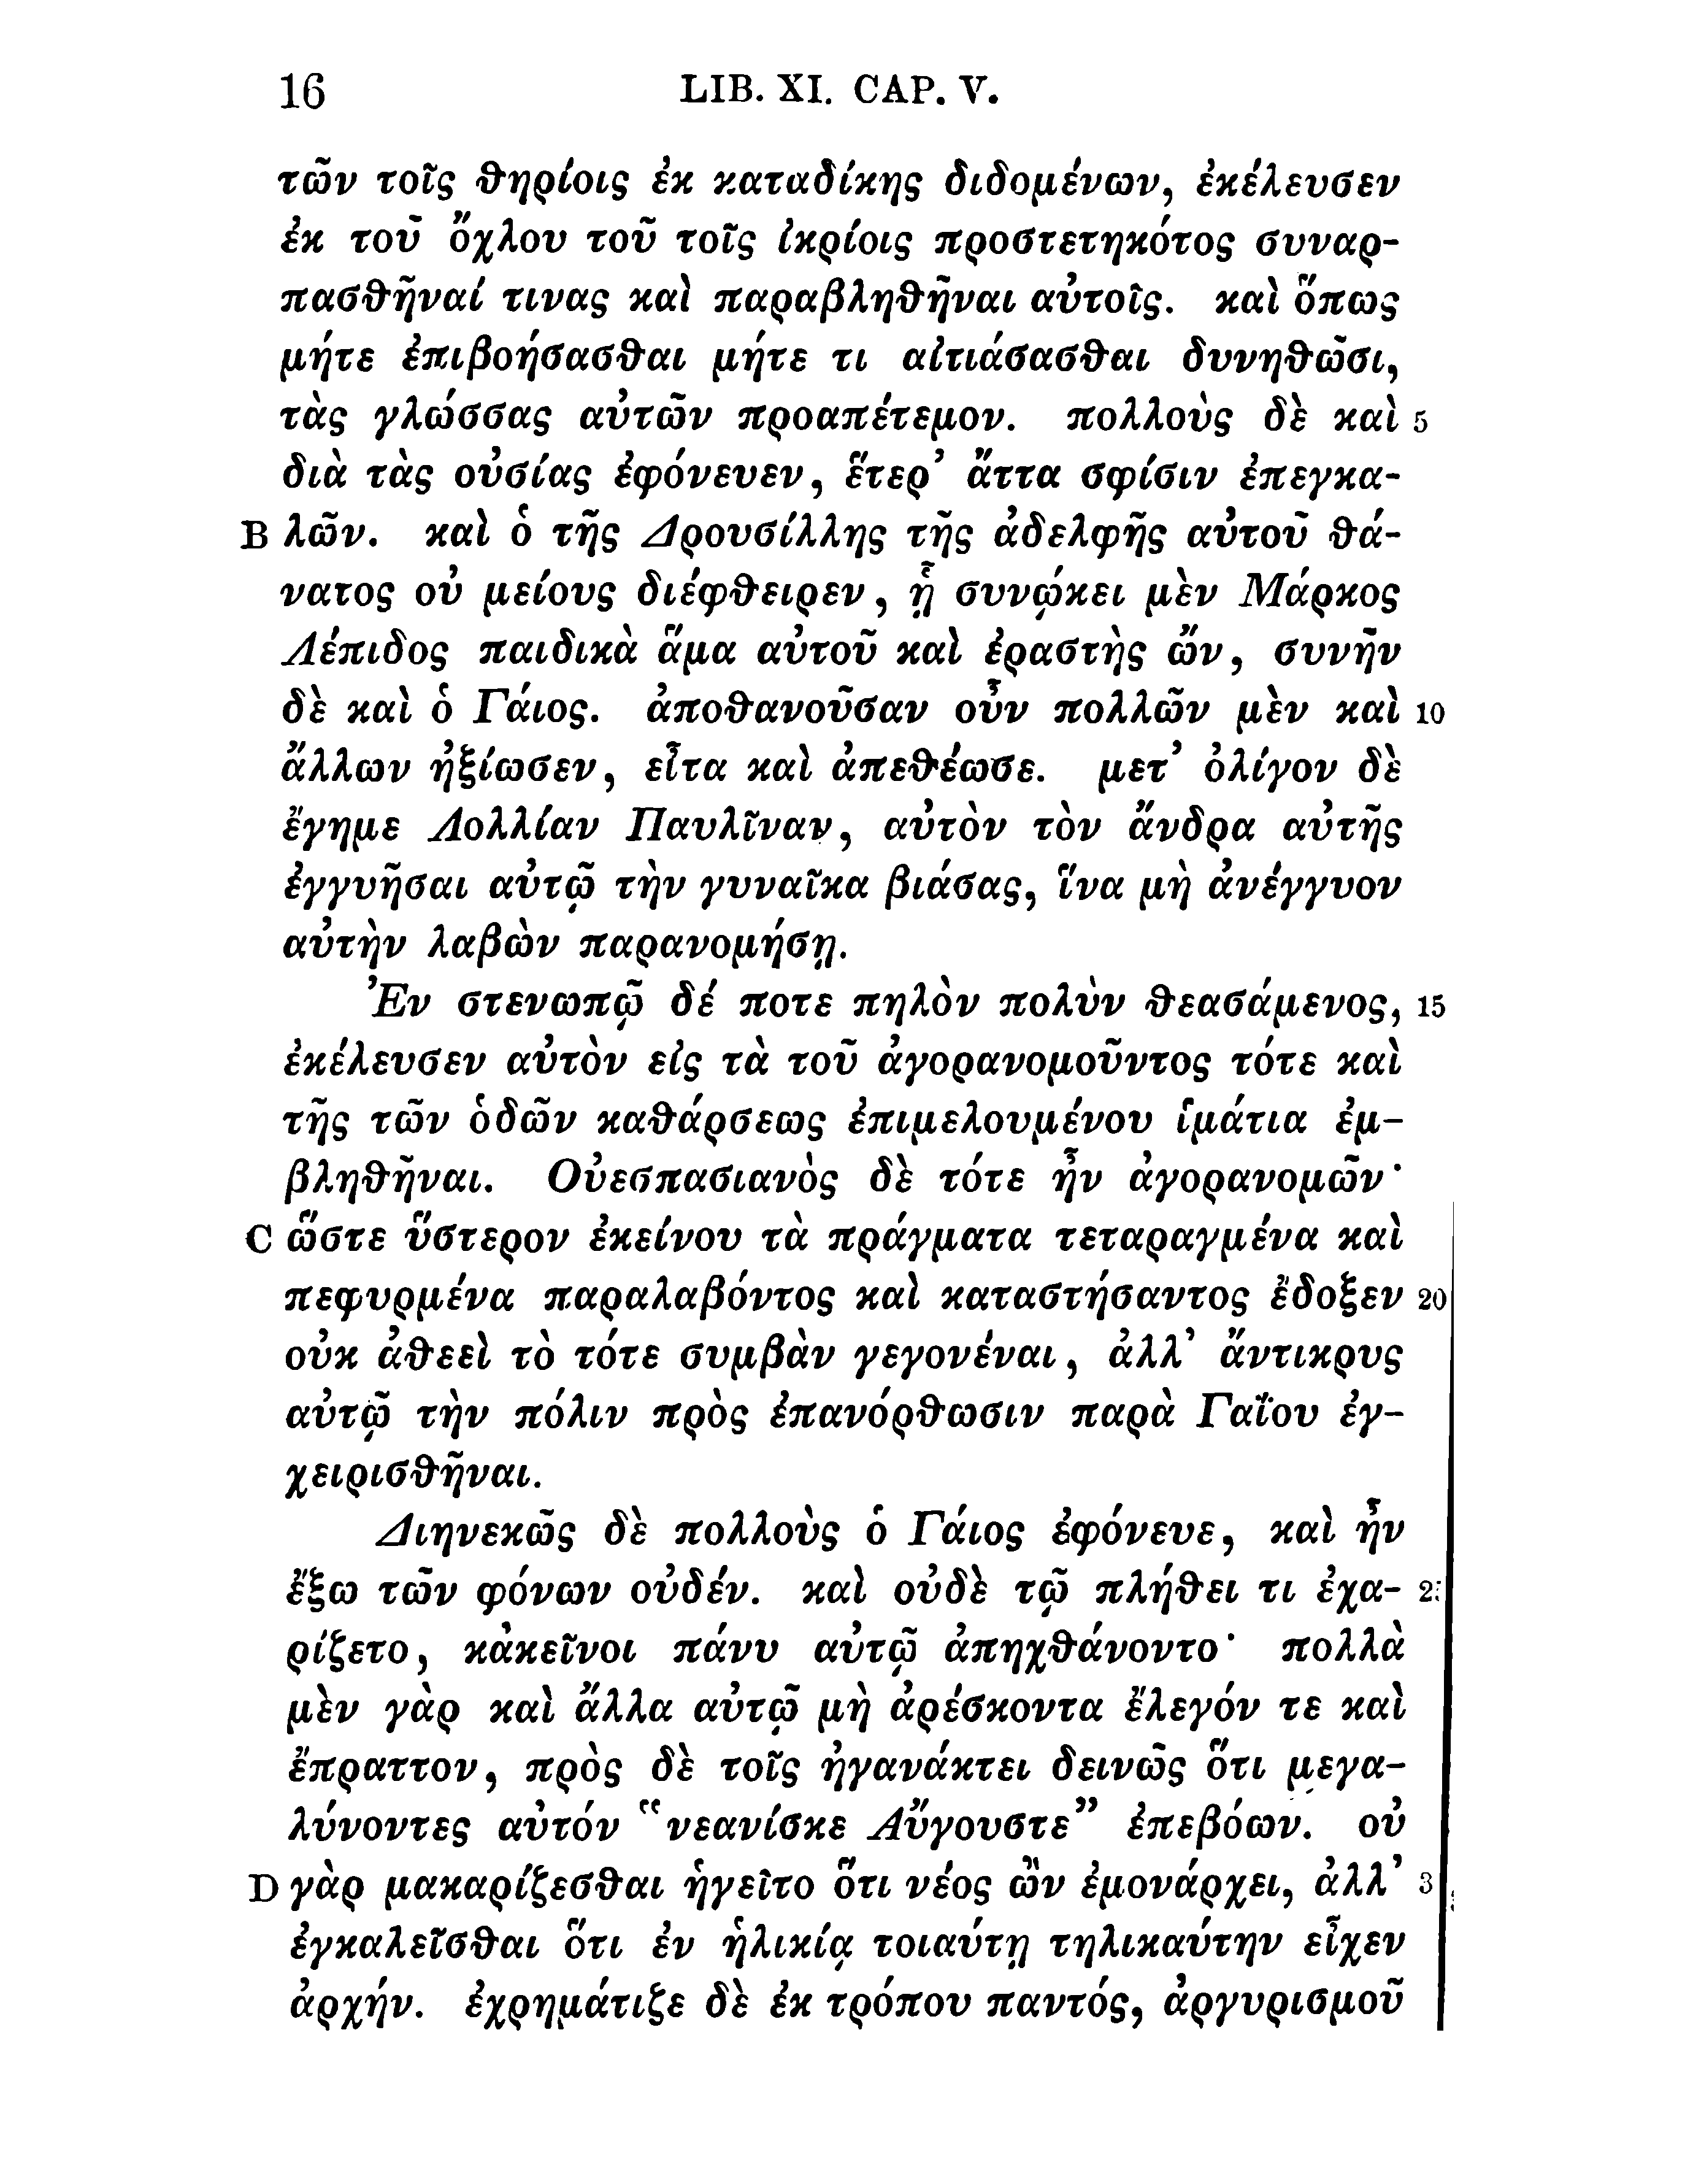 16 LIB. XI. CAP. V.
τῶν τοῖς θηρίοις ἐκ καταδίκης διδομένων, ἐκέλευσεν
ἐκ τοῦ ὄχλου τοῦ τοῖς ἰκρίοις προστετηκότος συναρ-
πασθῆναί τινας καὶ παραβληθῆναι αὐτοῖς. καὶ ὅπως
μήτε ἐπιβοήσασθαι μήτε τι αἰτιάσασθαι δυνηθῶσι,
τὰς γλώσσας αὐτῶν προαπέτεμον. πολλοὺς δὲ καὶ 5
διὰ τὰς οὐσίας ἐφόνευεν, ἕτερ᾽ ἄττα σφίσιν ἐπεγκα-
B λῶν. καὶ ὁ τῆς Δρουσίλλης τῆς ἀδελφῆς αὐτοῦ θά-
νατος οὐ μείους διέφθειρεν, ᾗ συνῴκει μὲν Μάρκος
Λέπιδος παιδικὰ ἅμα αὐτοῦ καὶ ἐραστὴς ὤν, συνῆν
δὲ καὶ ὁ Γάιος. ἀποθανοῦσαν οὖν πολλῶν μὲν καὶ 10
ἄλλων ἠξίωσεν, εἶτα καὶ ἀπεθέωσε. μετ᾽ ὀλίγον δὲ
ἔγημε Λολλίαν Παυλῖναν, αὐτὸν τὸν ἄνδρα αὐτῆς
ἐγγυῆσαι αὐτῷ τὴν γυναῖκα βιάσας, ἵνα μὴ ἀνέγγυον
αὐτὴν λαβὼν παρανομήσῃ.
Ἐν στενωπῷ δέ ποτε πηλὸν πολὺν θεασάμενος, 15
ἐκέλευσεν αὐτὸν εἰς τὰ τοῦ ἀγορανομοῦντος τότε καὶ
τῆς τῶν ὁδῶν καθάρσεως ἐπιμελουμένου ἱμάτια ἐμ-
βληθῆναι. Οὐεσπασιανὸς δὲ τότε ἦν ἀγορανομῶν·
C ὥστε ὕστερον ἐκείνου τὰ πράγματα τεταραγμένα καὶ
πεφυρμένα παραλαβόντος καὶ καταστήσαντος ἔδοξεν 20
οὐκ ἀθεεὶ τὸ τότε συμβὰν γεγονέναι, ἀλλ᾽ ἄντικρυς
αὐτῷ τὴν πόλιν πρὸς ἐπανόρθωσιν παρὰ Γαΐου ἐγ-
χειρισθῆναι.
Διηνεκῶς δὲ πολλοὺς ὁ Γάιος ἐφόνευε, καὶ ἦν
ἔξω τῶν φόνων οὐδέν. καὶ οὐδὲ τῷ πλήθει τι ἐχα- 2
ρίζετο, κἀκεῖνοι πάνυ αὐτῷ ἀπηχθάνοντο· πολλὰ
μὲν γὰρ καὶ ἄλλα αὐτῷ μὴ ἀρέσκοντα ἔλεγόν τε καὶ
ἔπραττον, πρὸς δὲ τοῖς ἠγανάκτει δεινῶς ὅτι μεγα-
λύνοντες αὐτόν “νεανίσκε Αὔγουστε” ἐπεβόων. οὐ
D γὰρ μακαρίζεσθαι ἡγεῖτο ὅτι νέος ὢν ἐμονάρχει, ἀλλ᾽ 3
ἐγκαλεῖσθαι ὅτι ἐν ἡλικίᾳ τοιαύτῃ τηλικαύτην εἶχεν
ἀρχήν. ἐχρημάτιζε δὲ ἐκ τρόπου παντός, ἀργυρισμοῦ